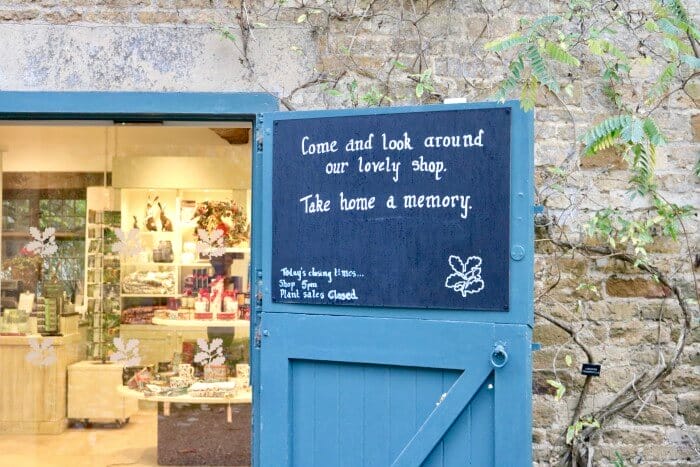 Come and look around
our lovely shop.
Take home a memory.
Today's closing times...
Shop 5pm
Plant sales Closed